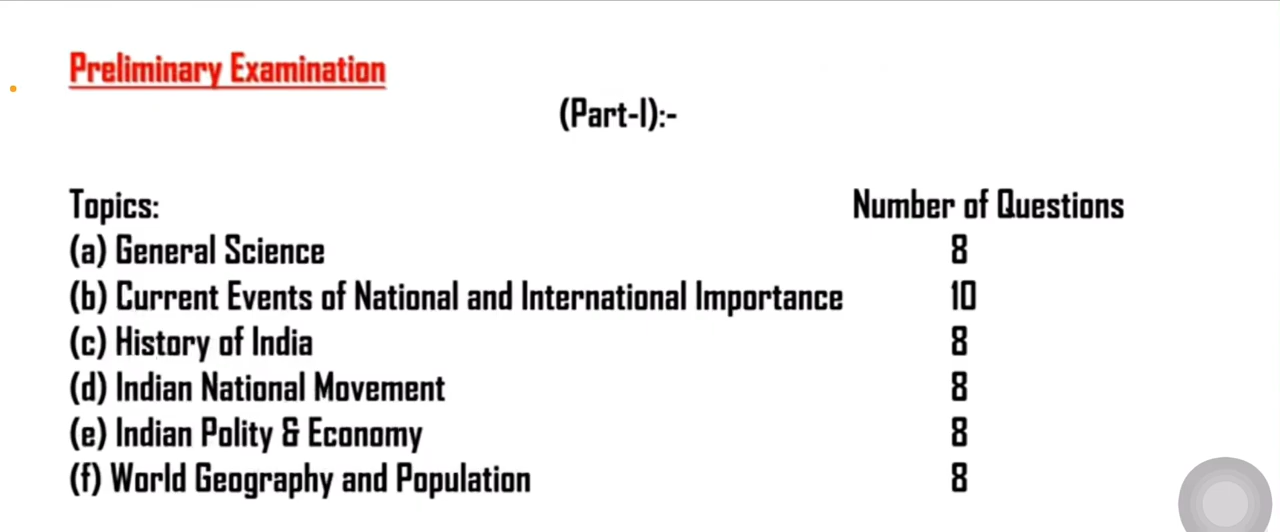 Preliminary Examination
(Part-I):-
Topics: Number of Questions
(a) General Science 8
(b) Current Events of National and International Importance 10
(c) History of India 8
(d) Indian National Movement 8
(e) Indian Polity & Economy 8
(f) World Geography and Population 8